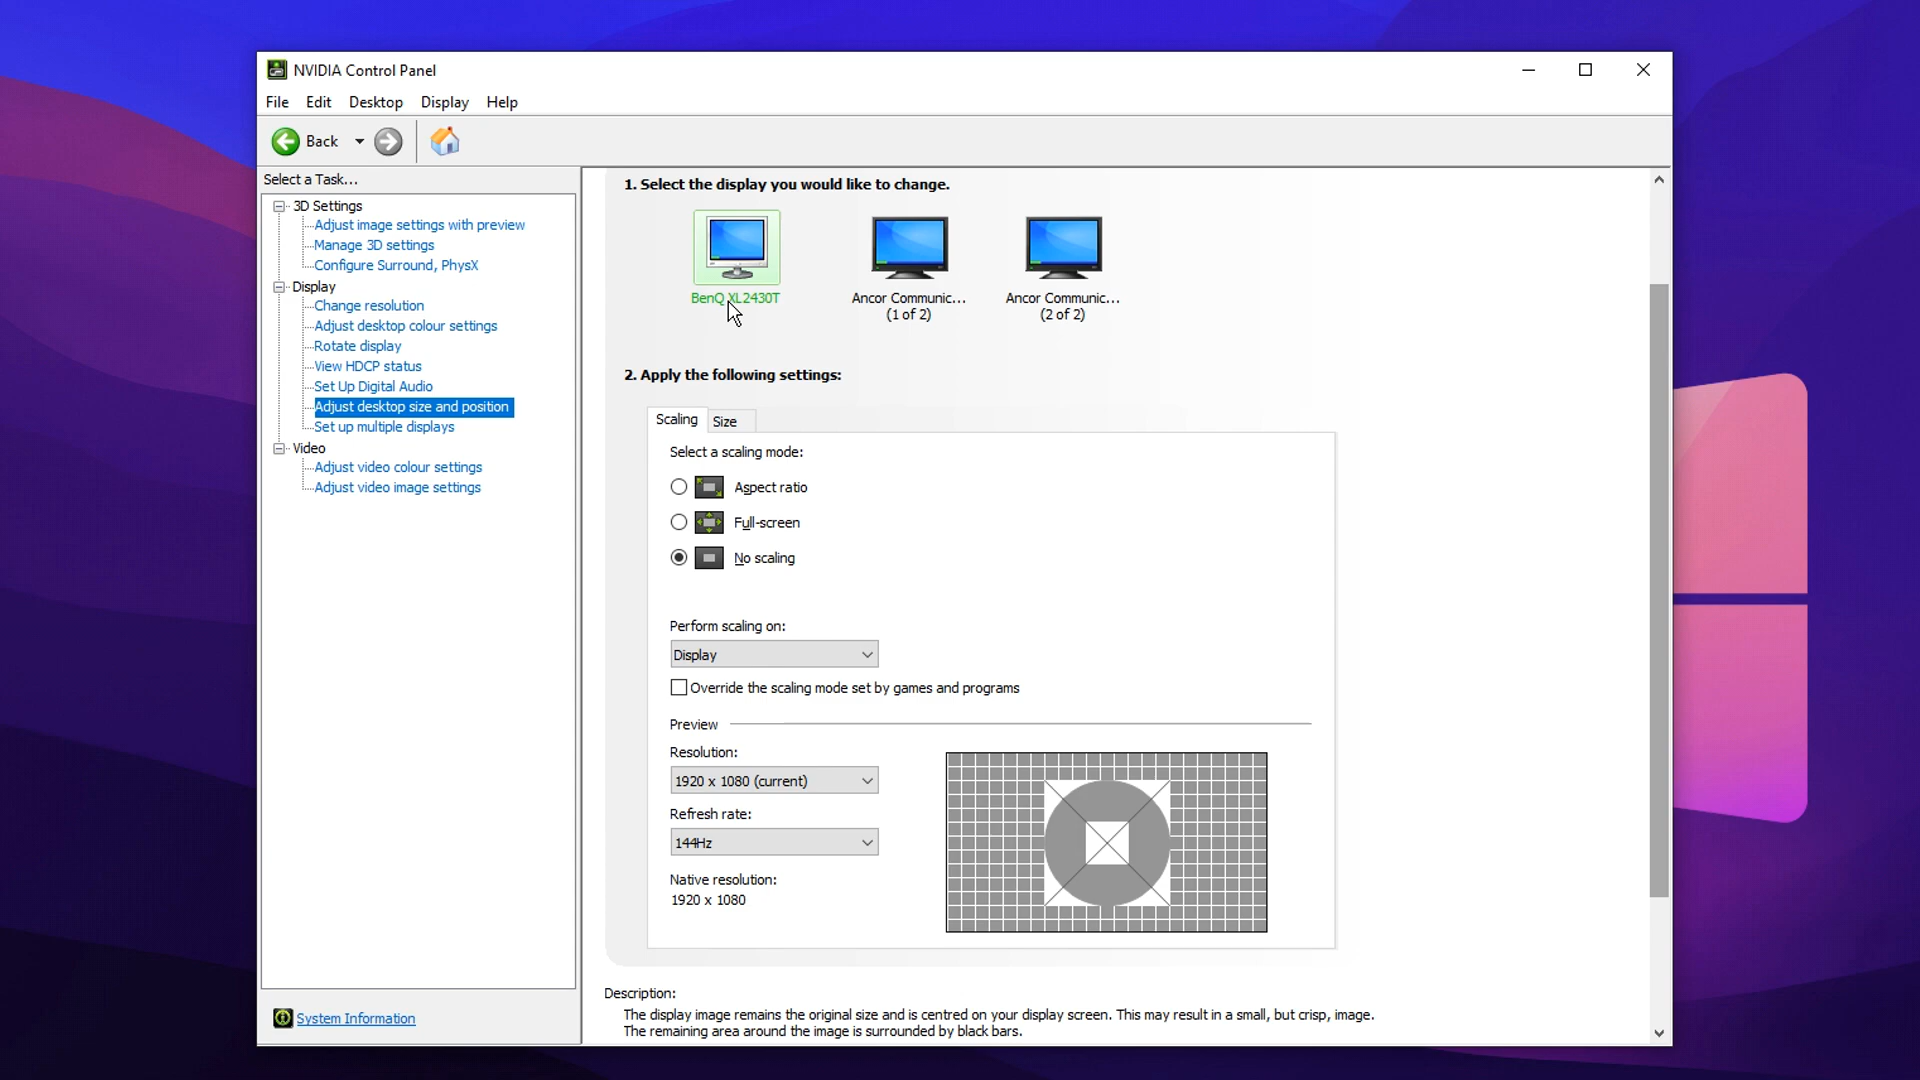 NVIDIA Control Panel
File Edit Desktop Display Help
Back
Select a Task...
3D Settings
Adjust image settings with preview
Manage 3D settings
Configure Surround, PhysX
Display
Change resolution
Adjust desktop colour settings
Rotate display
View HDCP status
Set Up Digital Audio
Adjust desktop size and position
Set up multiple displays
Video
Adjust video colour settings
Adjust video image settings
System Information
1. Select the display you would like to change.
BenQ XL2430T
Ancor Communic...
(1 of 2)
Ancor Communic...
(2 of 2)
2. Apply the following settings:
Scaling Size
Select a scaling mode:
Aspect ratio
Full-screen
No scaling
Perform scaling on:
Display
Override the scaling mode set by games and programs
Preview
Resolution:
1920 x 1080 (current)
Refresh rate:
144Hz
Native resolution:
1920 x 1080
Description:
The display image remains the original size and is centred on your display screen. This may result in a small, but crisp, image.
The remaining area around the image is surrounded by black bars.